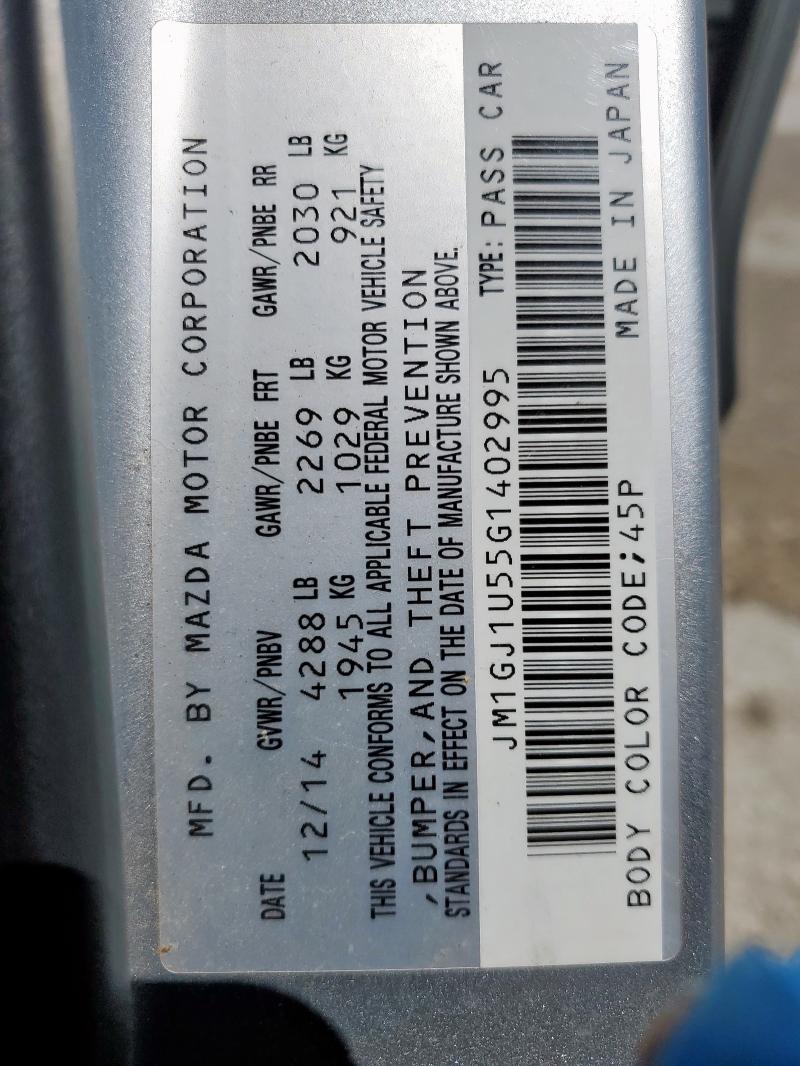 MFD. BY MAZDA MOTOR CORPORATION
DATE GVWR/PNBV GAWR/PNBE FRT GAWR/PNBE RR
12/14 4288 LB 2269 LB 2030 LB
1945 KG 1029 KG 921 KG
THIS VEHICLE CONFORMS TO ALL APPLICABLE FEDERAL MOTOR VEHICLE SAFETY
,BUMPER,AND THEFT PREVENTION
STANDARDS IN EFFECT ON THE DATE OF MANUFACTURE SHOWN ABOVE.
JM1GJ1U55G1402995 TYPE: PASS CAR
BODY COLOR CODE;45P MADE IN JAPAN